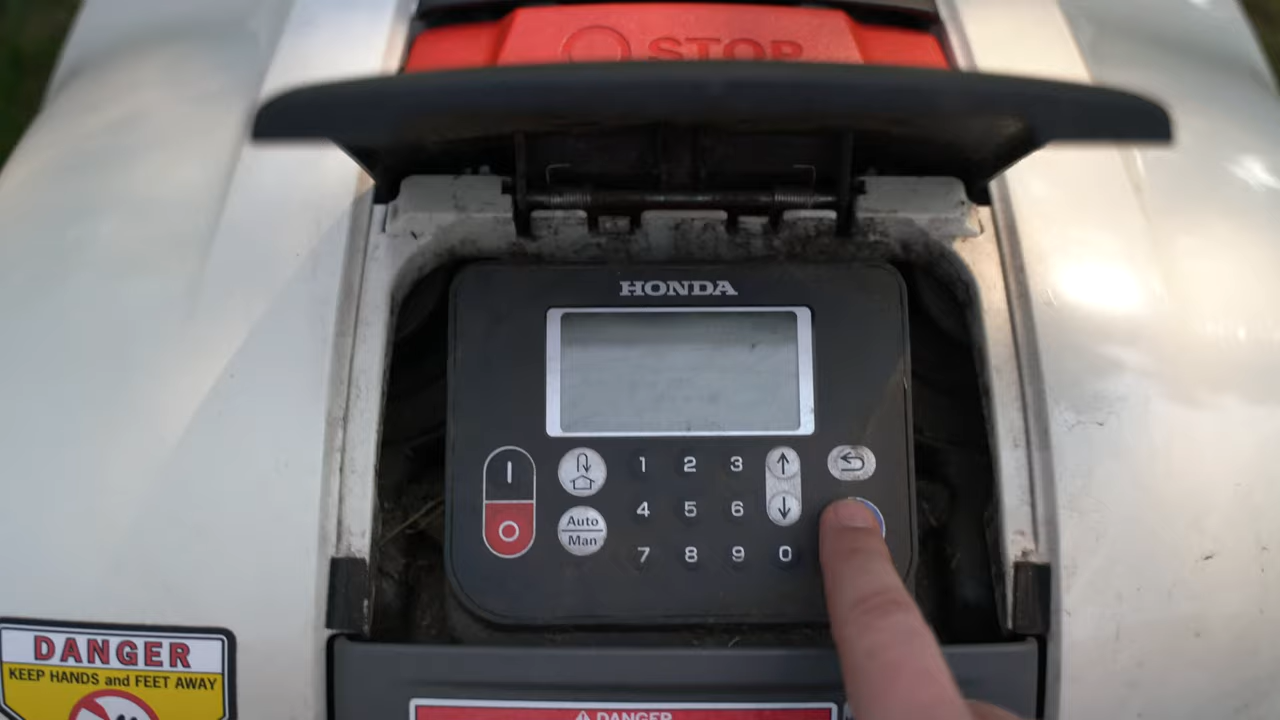 STOP
HONDA
1 2 3
Auto
Man
4 5 6
7 8 9 0
DANGER
KEEP HANDS and FEET AWAY
DANGER